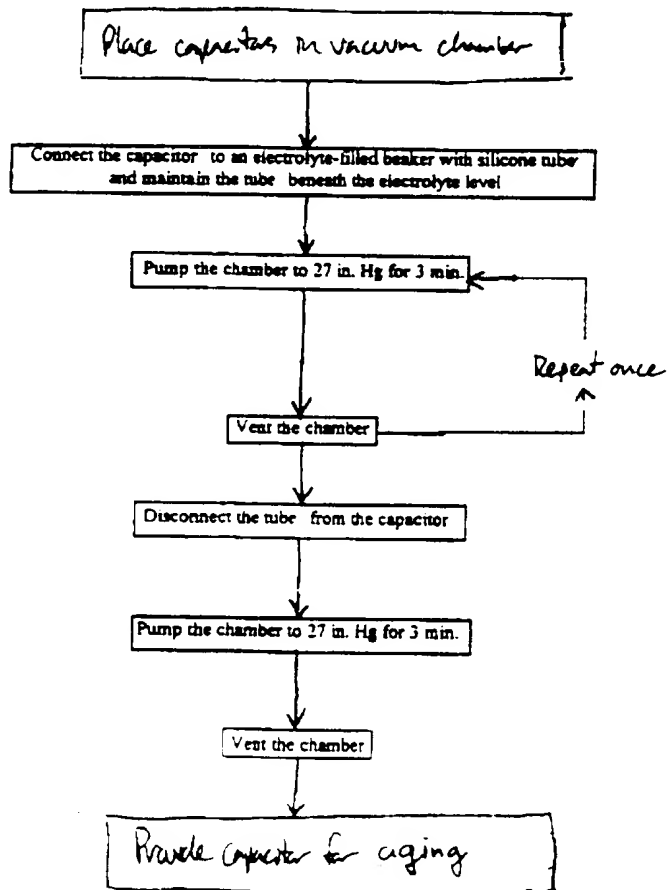 Place capacitors in vacuum chamber
Connect the capacitor to an electrolyte-filled beaker with silicone tube
and maintain the tube beneath the electrolyte level
Pump the chamber to 27 in. Hg for 3 min.
Repeat once
Vent the chamber
Disconnect the tube from the capacitor
Pump the chamber to 27 in. Hg for 3 min.
Vent the chamber
Provide capacitor for aging